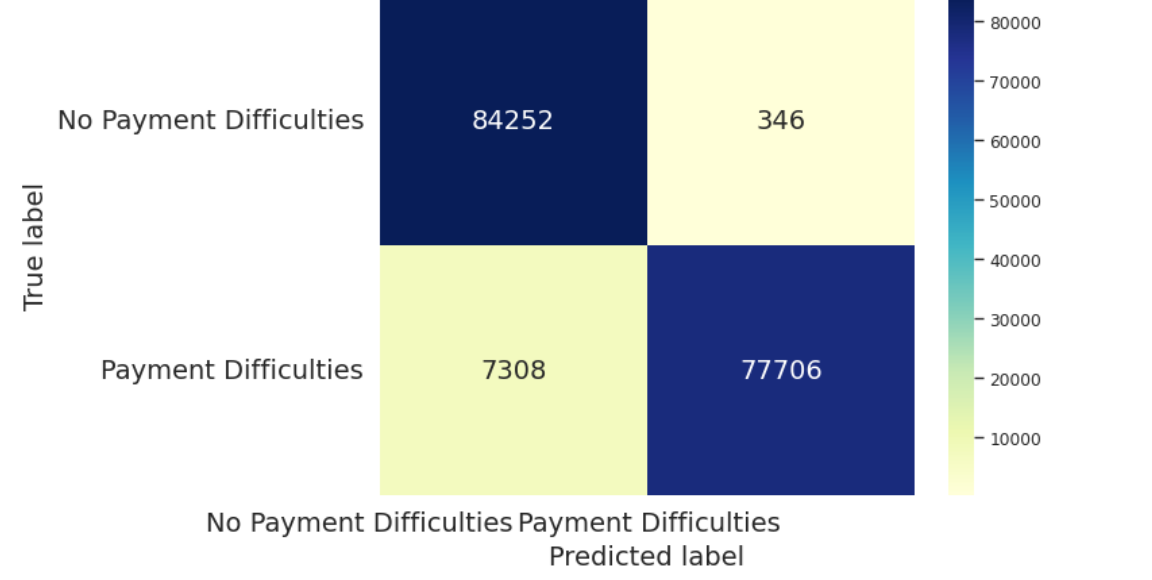 80000
No Payment Difficulties 84252 346
70000
60000
50000
True label
40000
30000
Payment Difficulties 7308 77706
20000
10000
No Payment Difficulties Payment Difficulties
Predicted label